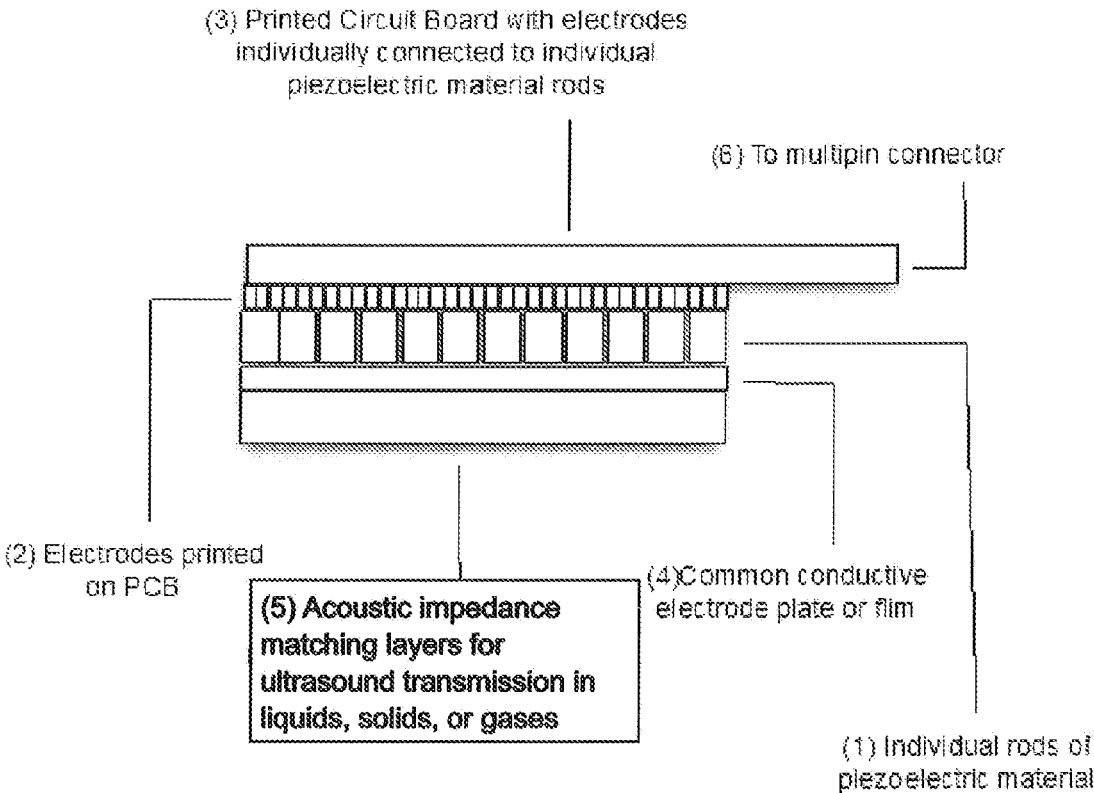 (3) Printed Circuit Board with electrodes
individually connected to individual
piezoelectric material rods
(6) To multipin connector
(2) Electrodes printed
on PCB
(5) Acoustic impedance
matching layers for
ultrasound transmission in
liquids, solids, or gases
(4)Common conductive
electrode plate or film
(1) Individual rods of
piezoelectric material